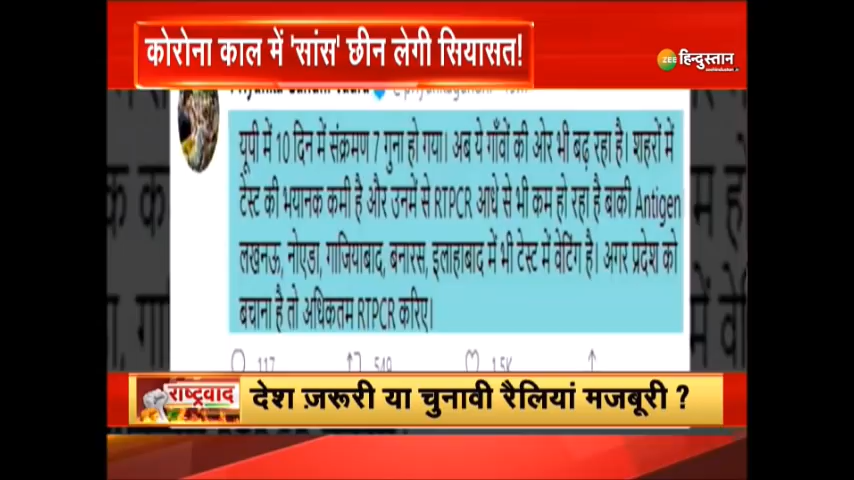 कोरोना काल में 'सांस' छीन लेगी सियासत!
ZEE हिन्दुस्तान
यूपी में 10 दिन में संक्रमण 7 गुना हो गया। अब ये गाँवों की ओर भी बढ़ रहा है। शहरों में
टेस्ट की भयानक कमी है और उनमें से RTPCR आधे से भी कम हो रहा है बाकी Antigen
लखनऊ, नोएडा, गाजियाबाद, बनारस, इलाहाबाद में भी टेस्ट में वेटिंग है। अगर प्रदेश को
बचाना है तो अधिकतम RTPCR करिए।
117 549 1.5K
राष्ट्रवाद
देश ज़रूरी या चुनावी रैलियां मजबूरी ?